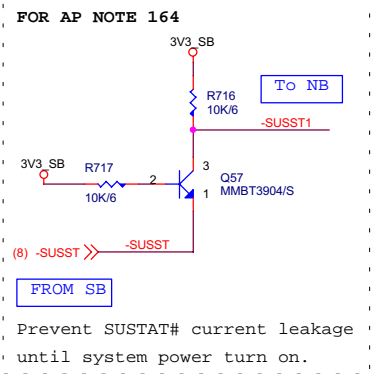 FOR AP NOTE 164
3V3_SB
R716
10K/6
To NB
-SUSST1
3V3_SB
R717
10K/6
2
3
1
Q57
MMBT3904/S
(8) -SUSST
-SUSST
FROM SB
Prevent SUSTAT# current leakage
until system power turn on.